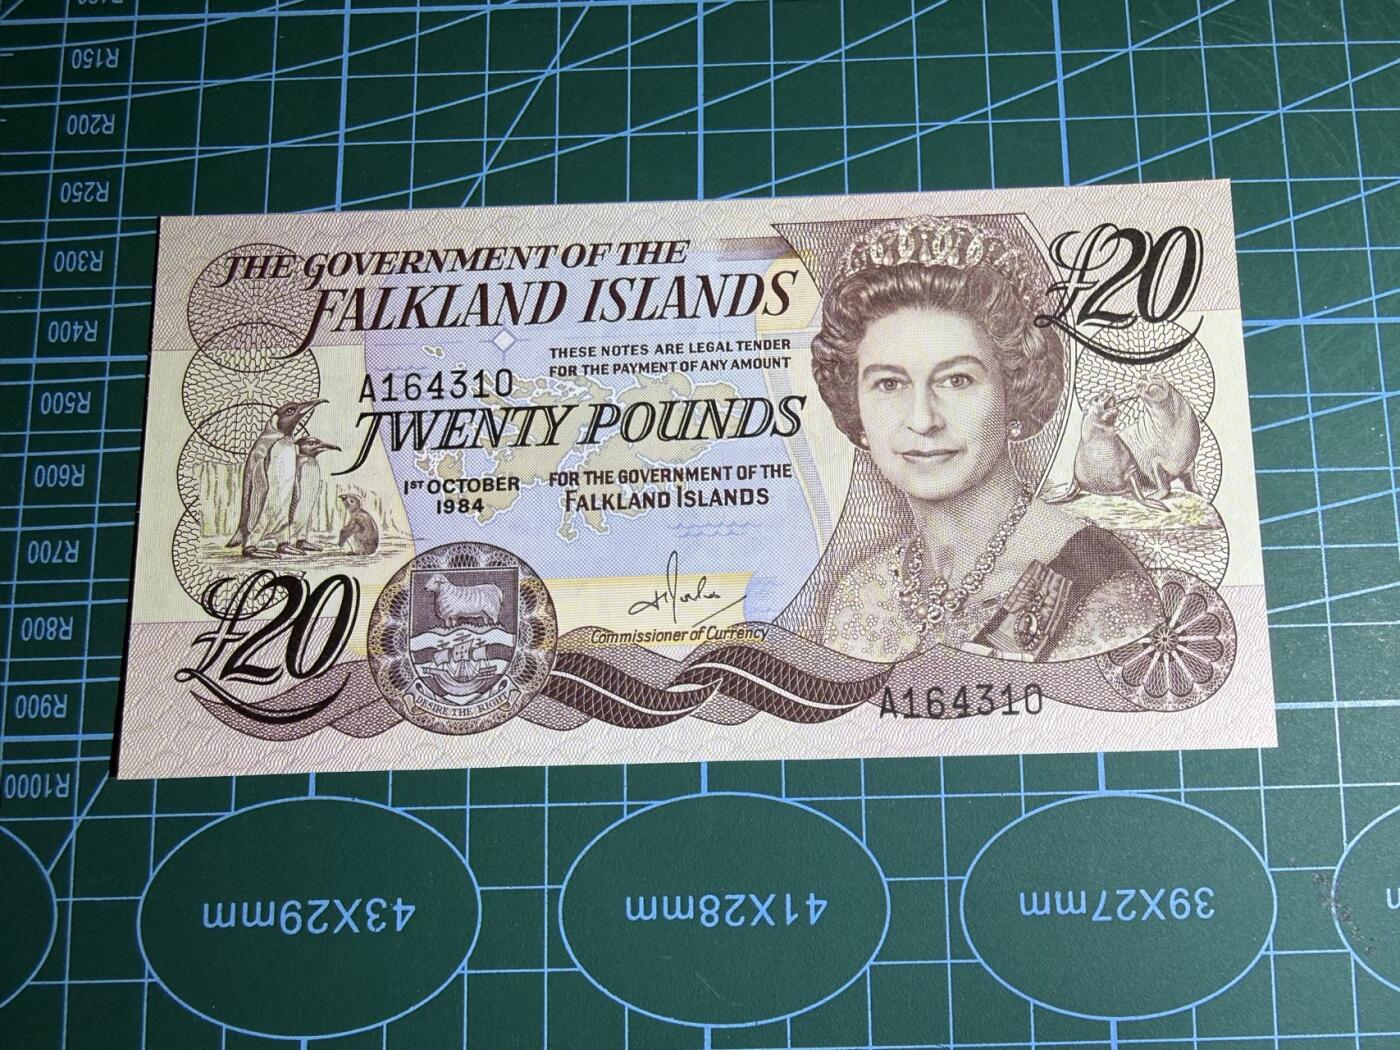 R150
R200
R250
R300
R400
R500
R600
R700
R800
R900
R1000
THE GOVERNMENT OF THE
FALKLAND ISLANDS
£20
THESE NOTES ARE LEGAL TENDER
FOR THE PAYMENT OF ANY AMOUNT
A164310
TWENTY POUNDS
1ST OCTOBER
1984
FOR THE GOVERNMENT OF THE
FALKLAND ISLANDS
£20
Commissioner of Currency
DESIRE THE RIGHT
A164310
43X29mm
41X28mm
39X27mm